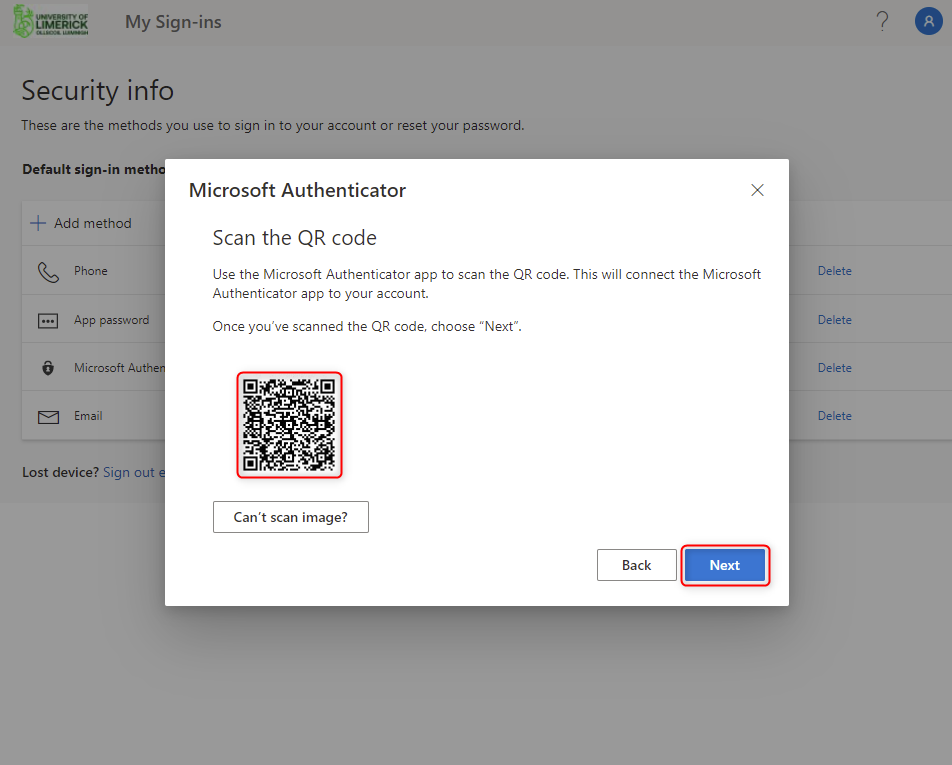 UNIVERSITY OF
LIMERICK
OLLSCOIL LUIMNIGH
My Sign-ins
?
A
Security info
These are the methods you use to sign in to your account or reset your password.
Default sign-in metho
Microsoft Authenticator
Add method
Scan the QR code
Phone
Delete
Use the Microsoft Authenticator app to scan the QR code. This will connect the Microsoft
Authenticator app to your account.
App password
Delete
Once you've scanned the QR code, choose “Next”.
Microsoft Authen
Delete
Email
Delete
Lost device? Sign out e
Can't scan image?
Back
Next